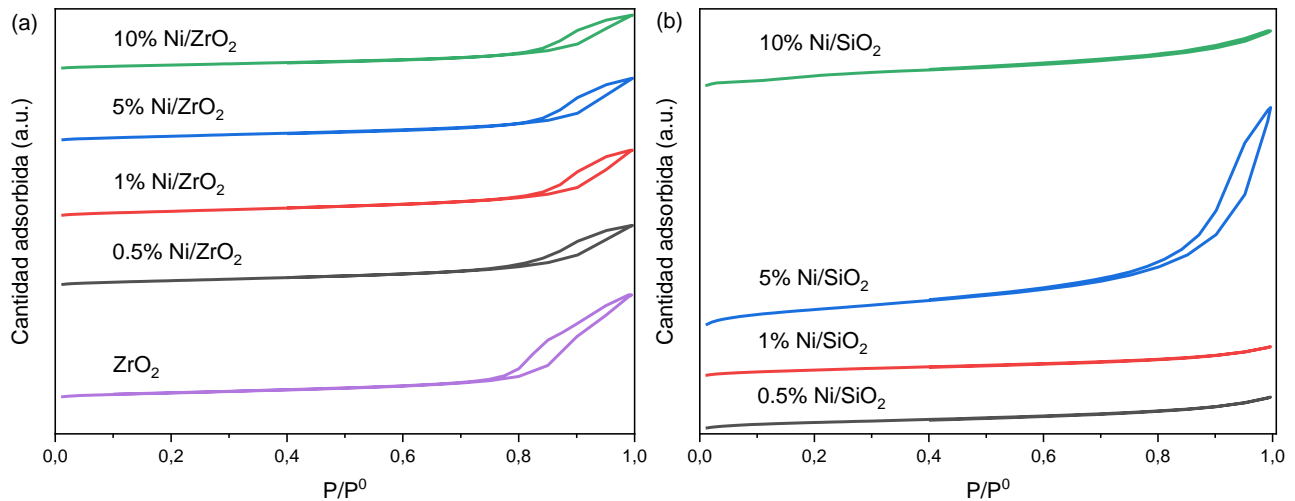 (a)
10% Ni/ZrO₂
5% Ni/ZrO₂
1% Ni/ZrO₂
0.5% Ni/ZrO₂
ZrO₂
Cantidad adsorbida (a.u.)
0,0 0,2 0,4 0,6 0,8 1,0
P/P⁰
(b)
10% Ni/SiO₂
5% Ni/SiO₂
1% Ni/SiO₂
0.5% Ni/SiO₂
Cantidad adsorbida (a.u.)
0,0 0,2 0,4 0,6 0,8 1,0
P/P⁰